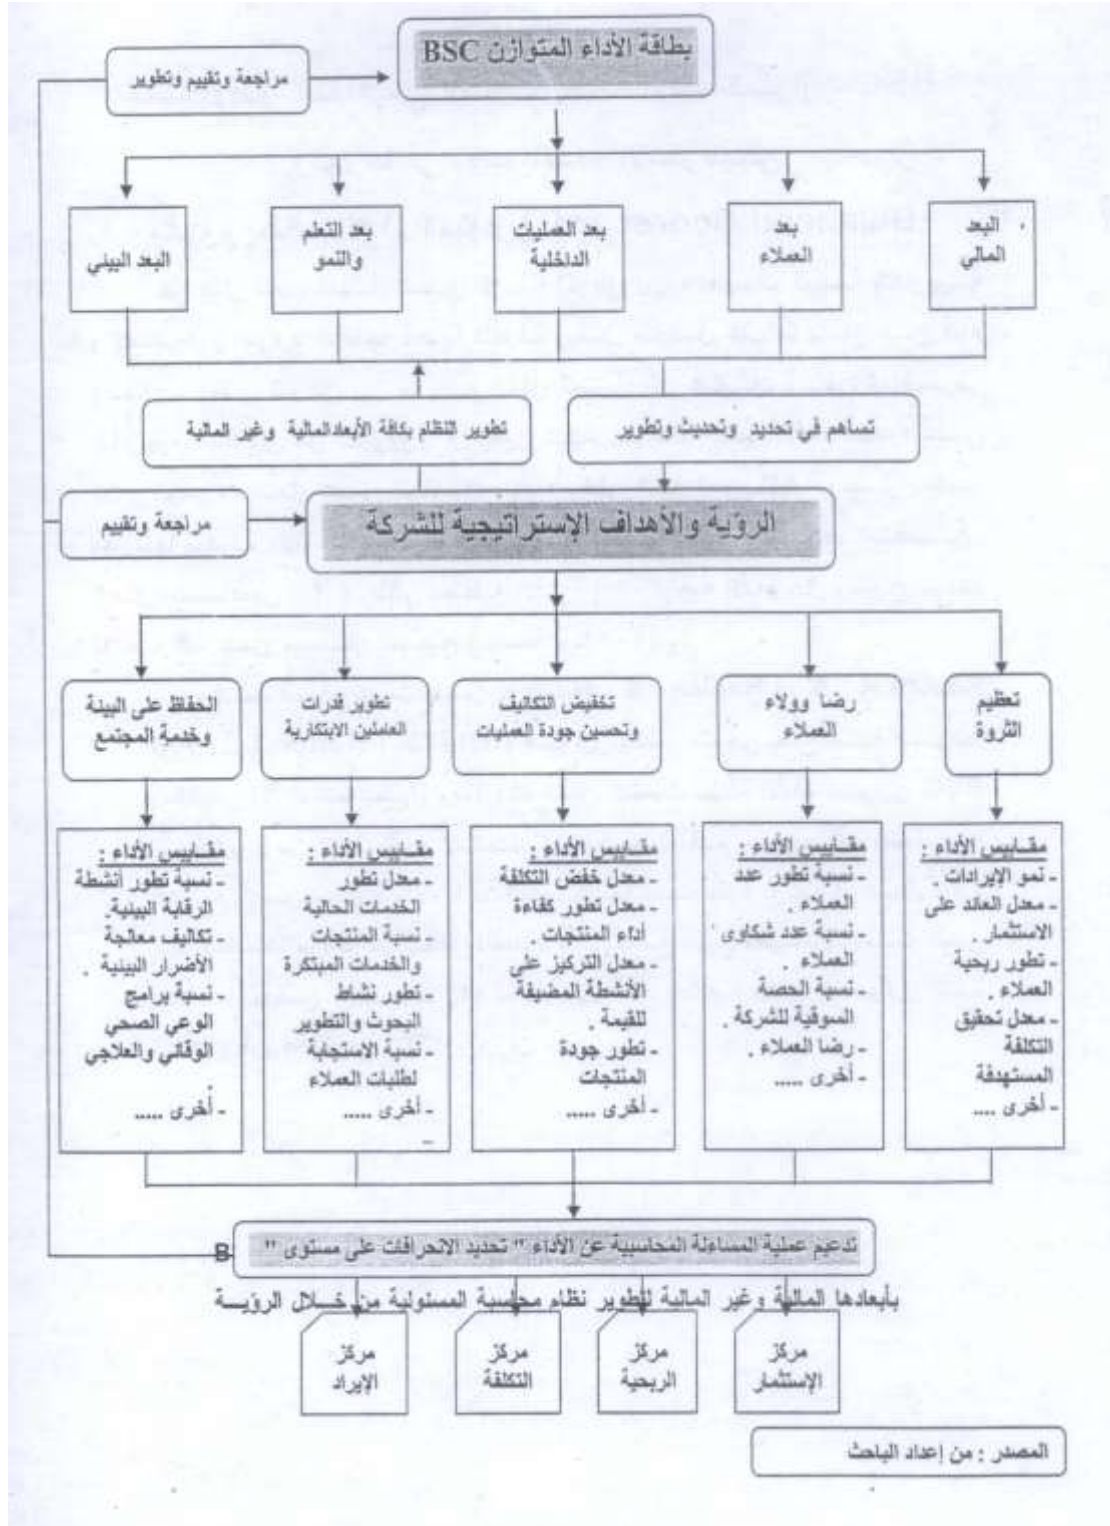 بطاقة الأداء المتوازن BSC
مراجعة وتقييم وتطوير
البعد
المالي
بعد
العملاء
بعد العمليات
الداخلية
بعد التعلم
والنمو
البعد البيئي
تساهم في تحديد وتحديث وتطوير
تطوير النظام بكافة الأبعاد المالية وغير المالية
الرؤية والأهداف الإستراتيجية للشركة
مراجعة وتقييم
تعظيم
الثروة
رضا وولاء
العملاء
تخفيض التكاليف
وتحسين جودة العمليات
تطوير قدرات
العاملين الابتكارية
الحفاظ على البيئة
وخدمة المجتمع
مقـاييس الأداء :
- نمو الإيرادات .
- معدل العائد على
الاستثمار .
- تطور ربحية
العملاء .
- معدل تحقيق
التكلفة
المستهدفة
- أخرى ....
مقـاييس الأداء :
- نسبة تطور عدد
العملاء .
- نسبة عدد شكاوى
العملاء .
- نسبة الحصة
السوقية للشركة .
- رضا العملاء .
- أخرى .....
مقـاييس الأداء :
- معدل خفض التكلفة
- معدل تطور كفاءة
أداء المنتجات .
- معدل التركيز على
الأنشطة المضيفة
للقيمة .
- تطور جودة
المنتجات
- أخرى .....
مقـاييس الأداء :
- معدل تطور
الخدمات الحالية
- نسبة المنتجات
والخدمات المبتكرة
- تطور نشاط
البحوث والتطوير
- نسبة الاستجابة
لطلبات العملاء
- أخرى .....
–
مقـاييس الأداء :
- نسبة تطور أنشطة
الرقابة البيئية.
- تكاليف معالجة
الأضرار البيئية .
- نسبة برامج
الوعي الصحي
الوقائي والعلاجي
.
- أخرى .....
تدعيم عملية المساءلة المحاسبية عن الأداء " تحديد الانحرافات على مستوى "
B
بأبعادها المالية وغير المالية لتطوير نظام محاسبة المسئولية من خـــلال الرؤيـــة
مركز
الإستثمار
مركز
الربحية
مركز
التكلفة
مركز
الإيراد
المصدر : من إعداد الباحث